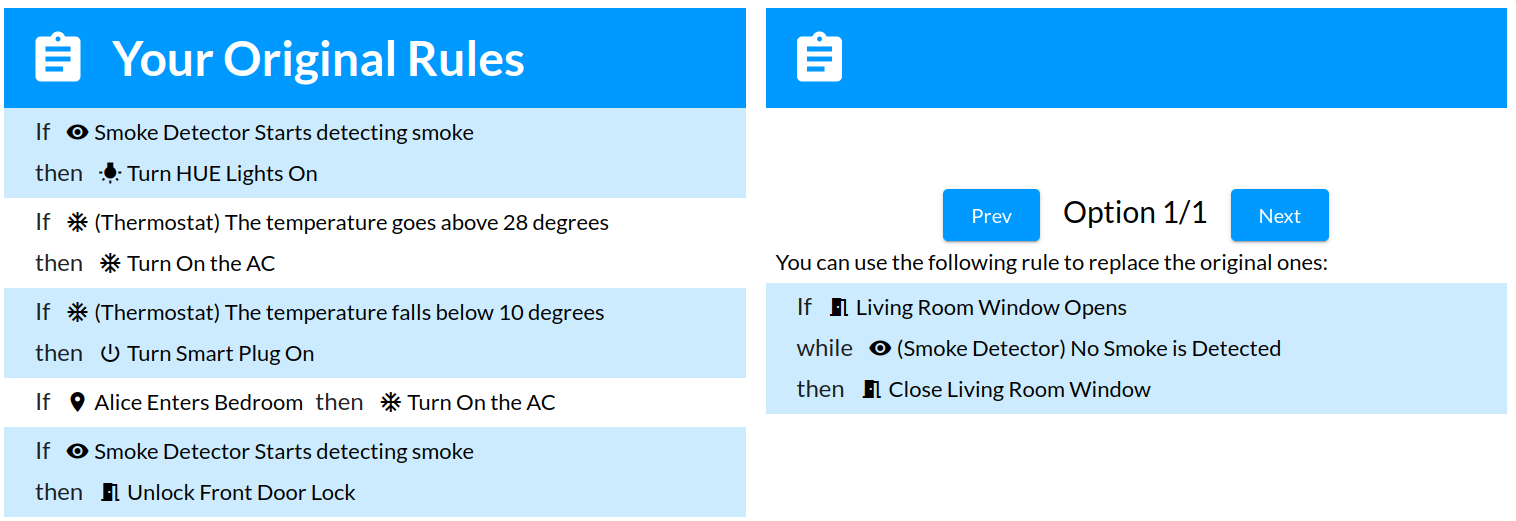 Your Original Rules
If Smoke Detector Starts detecting smoke
then Turn HUE Lights On
If (Thermostat) The temperature goes above 28 degrees
then Turn On the AC
If (Thermostat) The temperature falls below 10 degrees
then Turn Smart Plug On
If Alice Enters Bedroom then Turn On the AC
If Smoke Detector Starts detecting smoke
then Unlock Front Door Lock
Prev Option 1/1 Next
You can use the following rule to replace the original ones:
If Living Room Window Opens
while (Smoke Detector) No Smoke is Detected
then Close Living Room Window